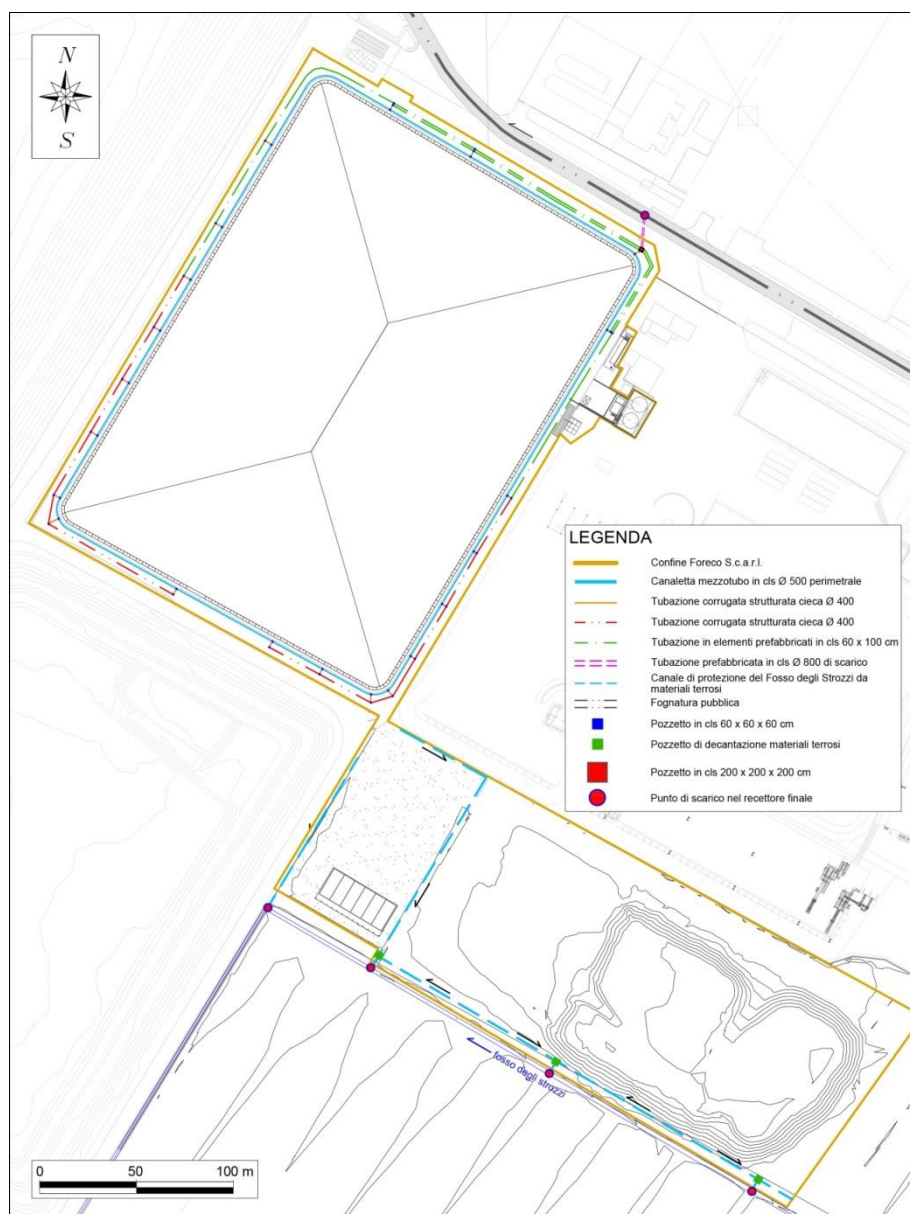 N
S
LEGENDA
Confine Foreco S.c.a.r.l.
Canaletta mezzotubo in cls Ø 500 perimetrale
Tubazione corrugata strutturata cieca Ø 400
Tubazione corrugata strutturata cieca Ø 400
Tubazione in elementi prefabbricati in cls 60 x 100 cm
Tubazione prefabbricata in cls Ø 800 di scarico
Canale di protezione del Fosso degli Strozzi da
materiali terrosi
Fognatura pubblica
Pozzetto in cls 60 x 60 x 60 cm
Pozzetto di decantazione materiali terrosi
Pozzetto in cls 200 x 200 x 200 cm
Punto di scarico nel recettore finale
fosso degli strozzi
0 50 100 m